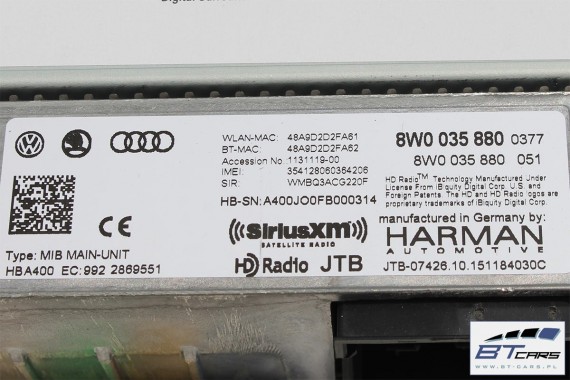 WLAN-MAC: 48A9D2D2FA61
BT-MAC: 48A9D2D2FA62
Accession No 1131119-00
IMEI: 354128060364206
SIR: WMBQ3ACG220F
HB-SN:A400JO0FB000314
8W0 035 880 0377
8W0 035 880 051
HD Radio™ Technology Manufactured Under
License From iBiquity Digital Corp. U.S. and
Foreign Patents. HD Radio™ and the HD and
HD Radio logos are proprietary trademarks of iBiquity Digital Corp.
CE
SiriusXM
SATELLITE RADIO
HD Radio JTB
manufactured in Germany by:
HARMAN
AUTOMOTIVE
JTB-07426.10.151184030C
Type: MIB MAIN-UNIT
HBA400 EC:992 2869551
BT CARS
WWW.BTCARS.PL